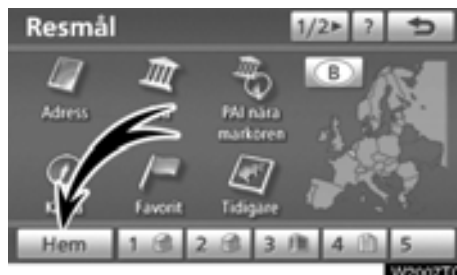 Resmål 1/2 ?
B
Adress PAI nära markören
Favorit Tidigare
Hem 1 2 3 4 5